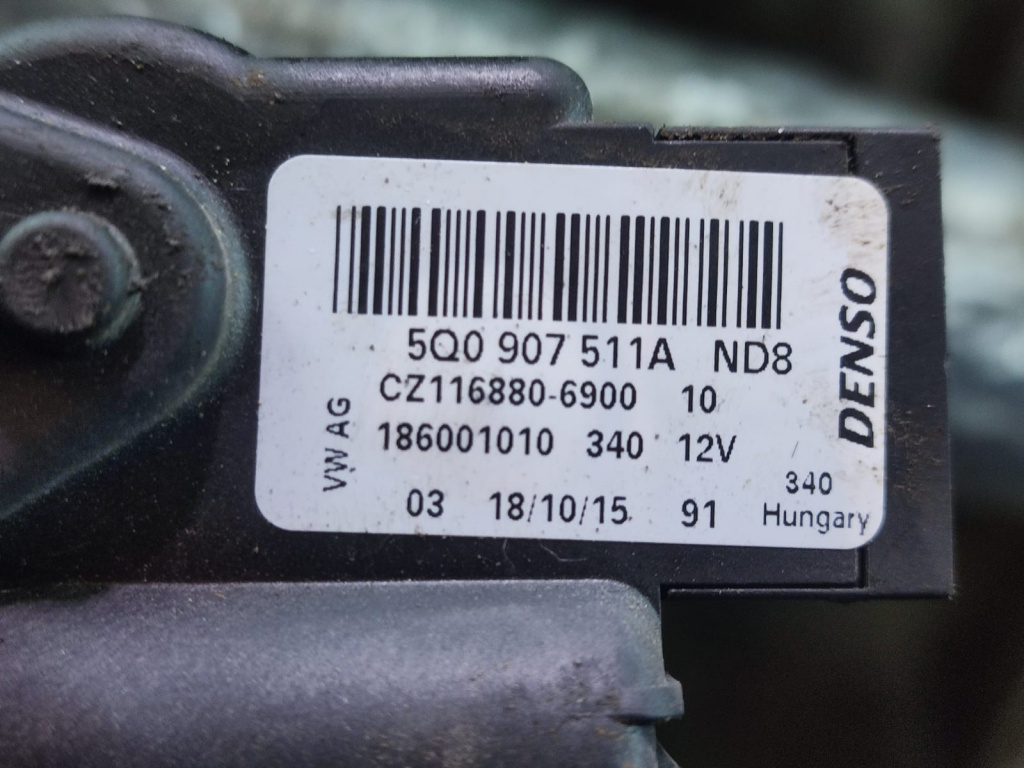 5Q0 907 511A ND8
CZ116880-6900 10
186001010 340 12V
03 18/10/15 91
340
Hungary
VW AG
DENSO